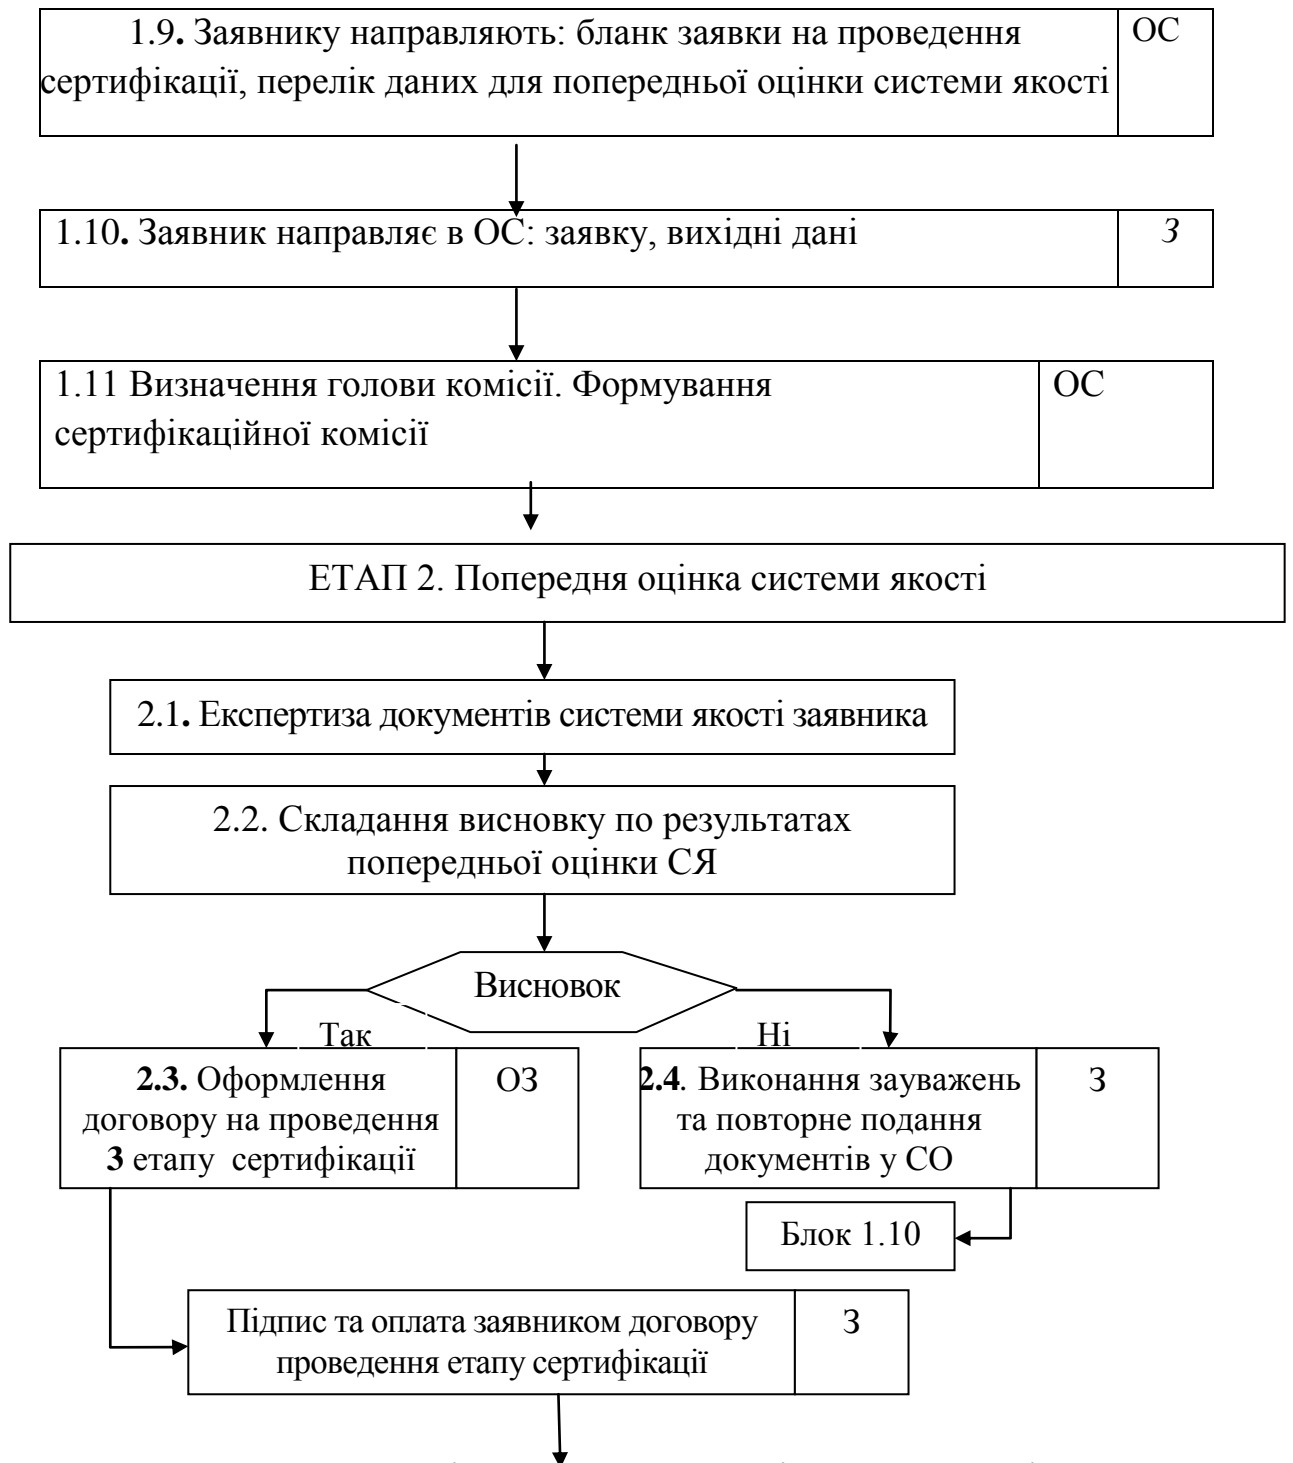 1.9. Заявнику направляють: бланк заявки на проведення
сертифікації, перелік даних для попередньої оцінки системи якості
ОС
1.10. Заявник направляє в ОС: заявку, вихідні дані
З
1.11 Визначення голови комісії. Формування
сертифікаційної комісії
ОС
ЕТАП 2. Попередня оцінка системи якості
2.1. Експертиза документів системи якості заявника
2.2. Складання висновку по результатах
попередньої оцінки СЯ
Висновок
Так
Ні
2.3. Оформлення
договору на проведення
3 етапу сертифікації
ОЗ
2.4. Виконання зауважень
та повторне подання
документів у СО
З
Блок 1.10
Підпис та оплата заявником договору
проведення етапу сертифікації
З